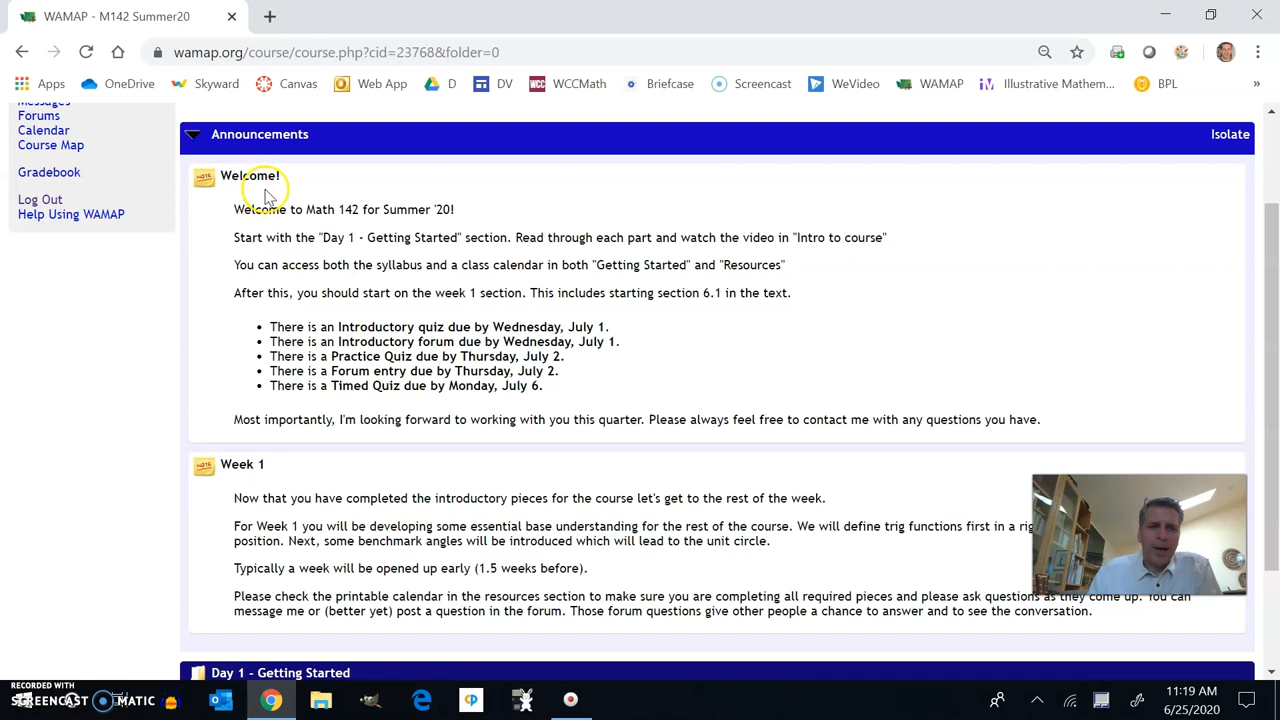 WAMAP - M142 Summer20
wamap.org/course/course.php?cid=23768&folder=0
Apps OneDrive Skyward Canvas Web App D DV WCCMath Briefcase Screencast WeVideo WAMAP Illustrative Mathem... BPL »
Messages
Forums
Calendar
Course Map
Gradebook
Log Out
Help Using WAMAP
Announcements Isolate
NOTE Welcome!
Welcome to Math 142 for Summer '20!
Start with the "Day 1 - Getting Started" section. Read through each part and watch the video in "Intro to course"
You can access both the syllabus and a class calendar in both "Getting Started" and "Resources"
After this, you should start on the week 1 section. This includes starting section 6.1 in the text.
• There is an Introductory quiz due by Wednesday, July 1.
• There is an Introductory forum due by Wednesday, July 1.
• There is a Practice Quiz due by Thursday, July 2.
• There is a Forum entry due by Thursday, July 2.
• There is a Timed Quiz due by Monday, July 6.
Most importantly, I'm looking forward to working with you this quarter. Please always feel free to contact me with any questions you have.
NOTE Week 1
Now that you have completed the introductory pieces for the course let's get to the rest of the week.
For Week 1 you will be developing some essential base understanding for the rest of the course. We will define trig functions first in a
position. Next, some benchmark angles will be introduced which will lead to the unit circle.
Typically a week will be opened up early (1.5 weeks before).
Please check the printable calendar in the resources section to make sure you are completing all required pieces and please ask questions as they come up. You can
message me or (better yet) post a question in the forum. Those forum questions give other people a chance to answer and to see the conversation.
Day 1 - Getting Started
RECORDED WITH
SCREENCAST MATIC
11:19 AM
6/25/2020